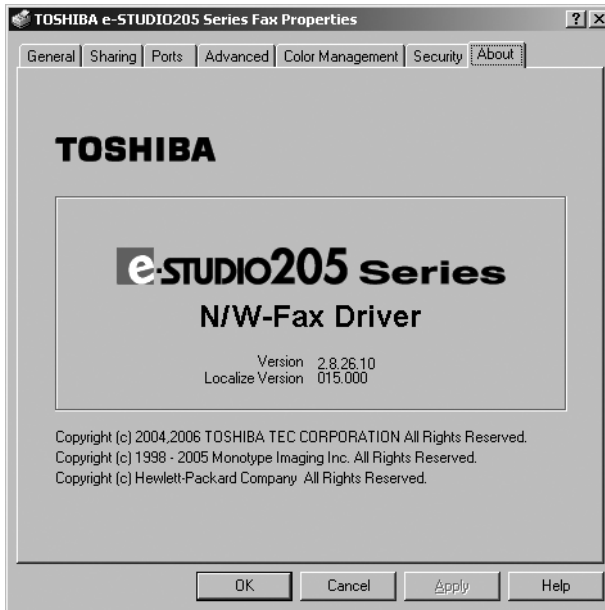 TOSHIBA e-STUDIO205 Series Fax Properties
General Sharing Ports Advanced Color Management Security About
TOSHIBA
e-STUDIO205 Series
N/W-Fax Driver
Version 2.8.26.10
Localize Version 015.000
Copyright (c) 2004,2006 TOSHIBA TEC CORPORATION All Rights Reserved.
Copyright (c) 1998 - 2005 Monotype Imaging Inc. All Rights Reserved.
Copyright (c) Hewlett-Packard Company All Rights Reserved.
OK Cancel Apply Help